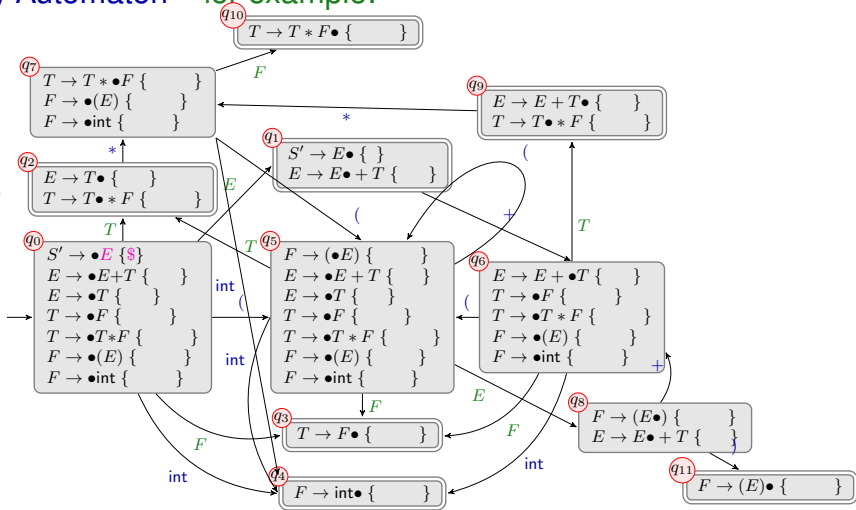 Automaton – for example:
q10
T → T ∗ F• { }
q7
T → T ∗ •F { }
F → •(E) { }
F → •int { }
F
q9
E → E + T• { }
T → T• ∗ F { }
*
q1
S′ → E• { }
E → E• + T { }
*
q2
E → T• { }
T → T• ∗ F { }
(
E
(
+
T
T
T
q0
S′ → •E {$}
E → •E+T { }
E → •T { }
T → •F { }
T → •T∗F { }
F → •(E) { }
F → •int { }
q5
F → (•E) { }
E → •E + T { }
E → •T { }
T → •F { }
T → •T ∗ F { }
F → •(E) { }
F → •int { }
q6
E → E + •T { }
T → •F { }
T → •T ∗ F { }
F → •(E) { }
F → •int { }
int
(
(
int
+
E
F
q8
F → (E•) { }
E → E• + T { }
)
q3
T → F• { }
F
F
int
int
q4
F → int• { }
q11
F → (E)• { }